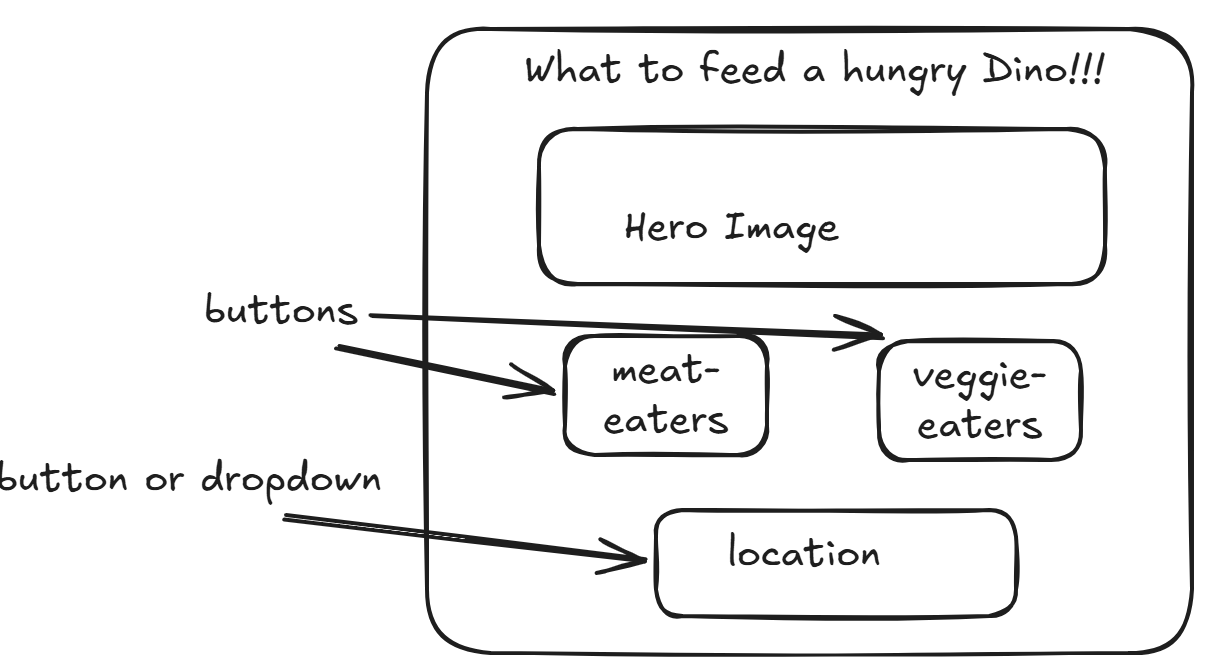 What to feed a hungry Dino!!!
Hero Image
buttons
meat-
eaters
veggie-
eaters
button or dropdown
location